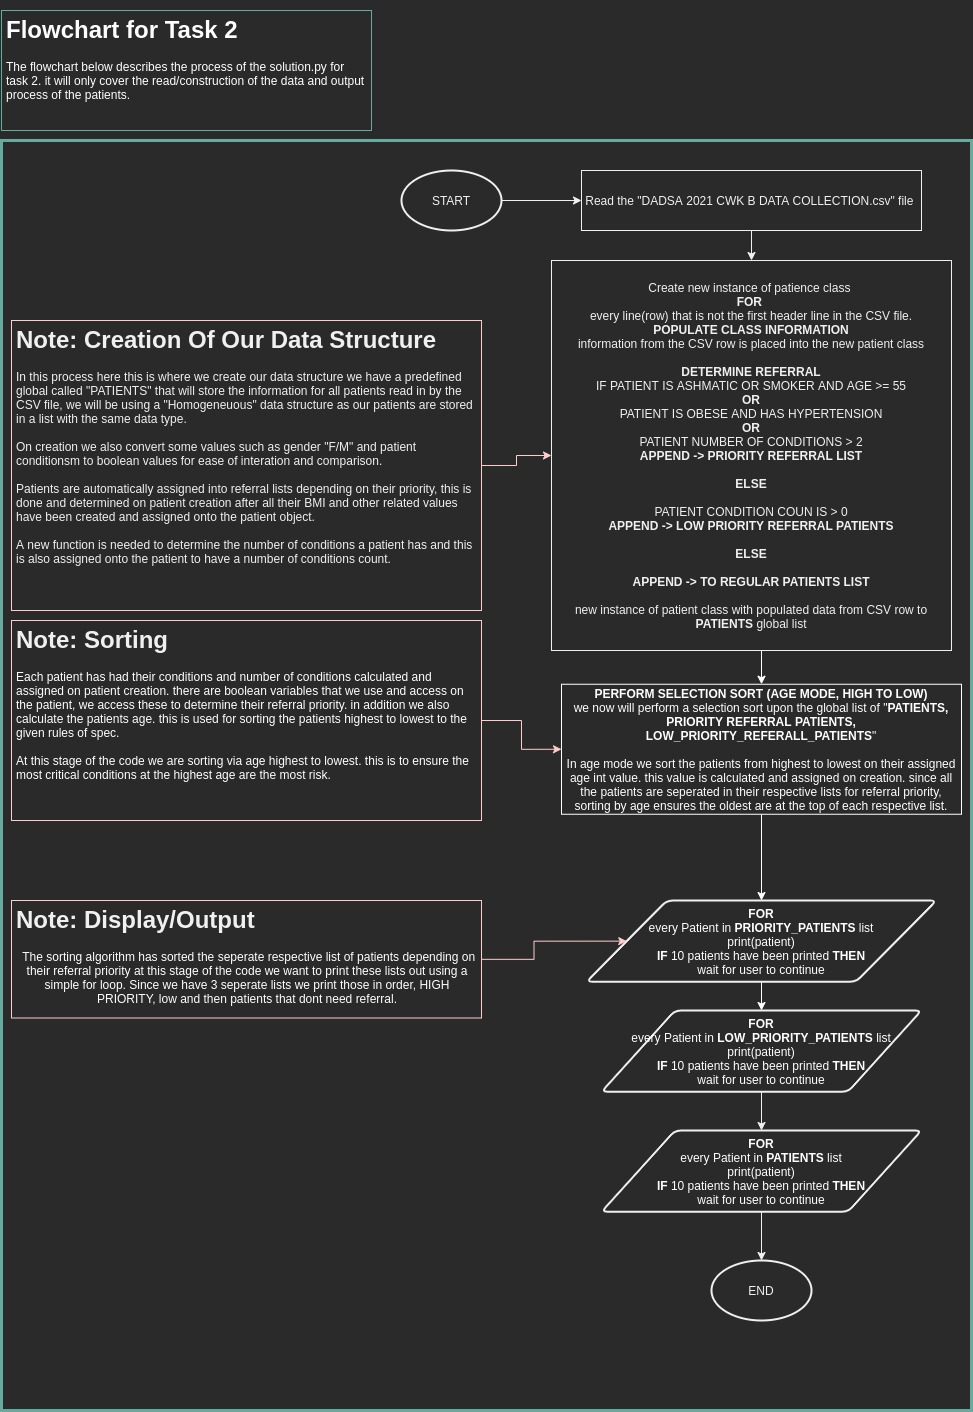 Flowchart for Task 2
The flowchart below describes the process of the solution.py for
task 2. it will only cover the read/construction of the data and output
process of the patients.
START
Read the "DADSA 2021 CWK B DATA COLLECTION.csv" file
Create new instance of patience class
FOR
every line(row) that is not the first header line in the CSV file.
POPULATE CLASS INFORMATION
information from the CSV row is placed into the new patient class
DETERMINE REFERRAL
IF PATIENT IS ASHMATIC OR SMOKER AND AGE >= 55
OR
PATIENT IS OBESE AND HAS HYPERTENSION
OR
PATIENT NUMBER OF CONDITIONS > 2
APPEND -> PRIORITY REFERRAL LIST
ELSE
PATIENT CONDITION COUN IS > 0
APPEND -> LOW PRIORITY REFERRAL PATIENTS
ELSE
APPEND -> TO REGULAR PATIENTS LIST
new instance of patient class with populated data from CSV row to
PATIENTS global list
Note: Creation Of Our Data Structure
In this process here this is where we create our data structure we have a predefined
global called "PATIENTS" that will store the information for all patients read in by the
CSV file, we will be using a "Homogeneuous" data structure as our patients are stored
in a list with the same data type.
On creation we also convert some values such as gender "F/M" and patient
conditionsm to boolean values for ease of interation and comparison.
Patients are automatically assigned into referral lists depending on their priority, this is
done and determined on patient creation after all their BMI and other related values
have been created and assigned onto the patient object.
A new function is needed to determine the number of conditions a patient has and this
is also assigned onto the patient to have a number of conditions count.
Note: Sorting
Each patient has had their conditions and number of conditions calculated and
assigned on patient creation. there are boolean variables that we use and access on
the patient, we access these to determine their referral priority. in addition we also
calculate the patients age. this is used for sorting the patients highest to lowest to the
given rules of spec.
At this stage of the code we are sorting via age highest to lowest. this is to ensure the
most critical conditions at the highest age are the most risk.
PERFORM SELECTION SORT (AGE MODE, HIGH TO LOW)
we now will perform a selection sort upon the global list of "PATIENTS,
PRIORITY REFERRAL PATIENTS,
LOW_PRIORITY_REFERALL_PATIENTS"
In age mode we sort the patients from highest to lowest on their assigned
age int value. this value is calculated and assigned on creation. since all
the patients are seperated in their respective lists for referral priority,
sorting by age ensures the oldest are at the top of each respective list.
Note: Display/Output
The sorting algorithm has sorted the seperate respective list of patients depending on
their referral priority at this stage of the code we want to print these lists out using a
simple for loop. Since we have 3 seperate lists we print those in order, HIGH
PRIORITY, low and then patients that dont need referral.
FOR
every Patient in PRIORITY_PATIENTS list
print(patient)
IF 10 patients have been printed THEN
wait for user to continue
FOR
every Patient in LOW_PRIORITY_PATIENTS list
print(patient)
IF 10 patients have been printed THEN
wait for user to continue
FOR
every Patient in PATIENTS list
print(patient)
IF 10 patients have been printed THEN
wait for user to continue
END